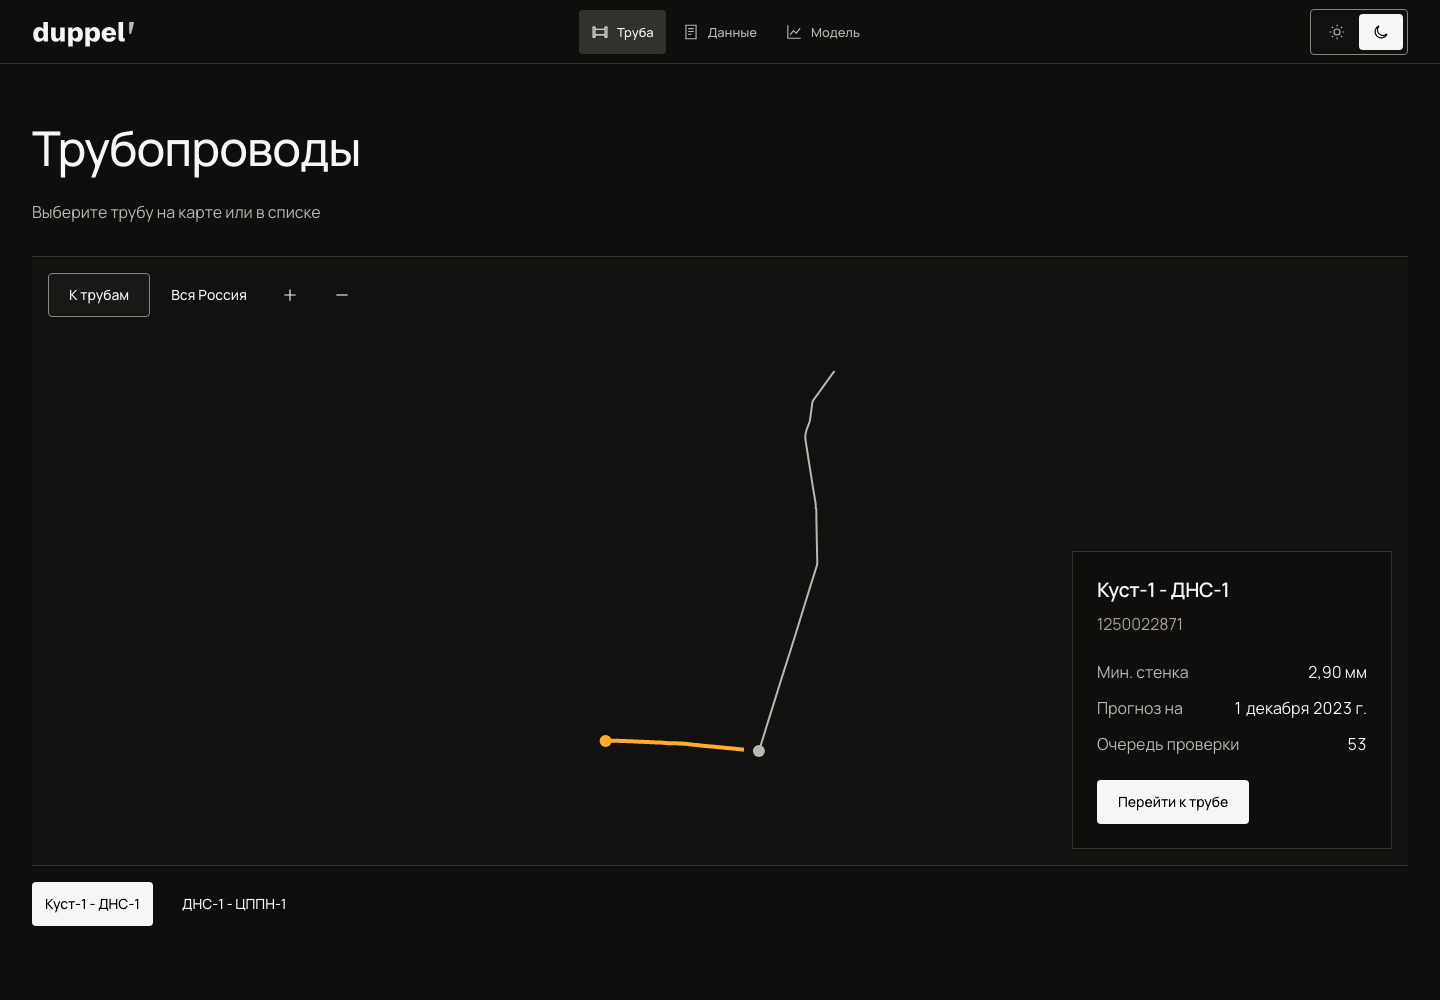 duppel'
Труба
Данные
Модель
Трубопроводы
Выберите трубу на карте или в списке
К трубам
Вся Россия
Куст-1 - ДНС-1
1250022871
Мин. стенка 2,90 мм
Прогноз на 1 декабря 2023 г.
Очередь проверки 53
Перейти к трубе
Куст-1 - ДНС-1
ДНС-1 - ЦППН-1